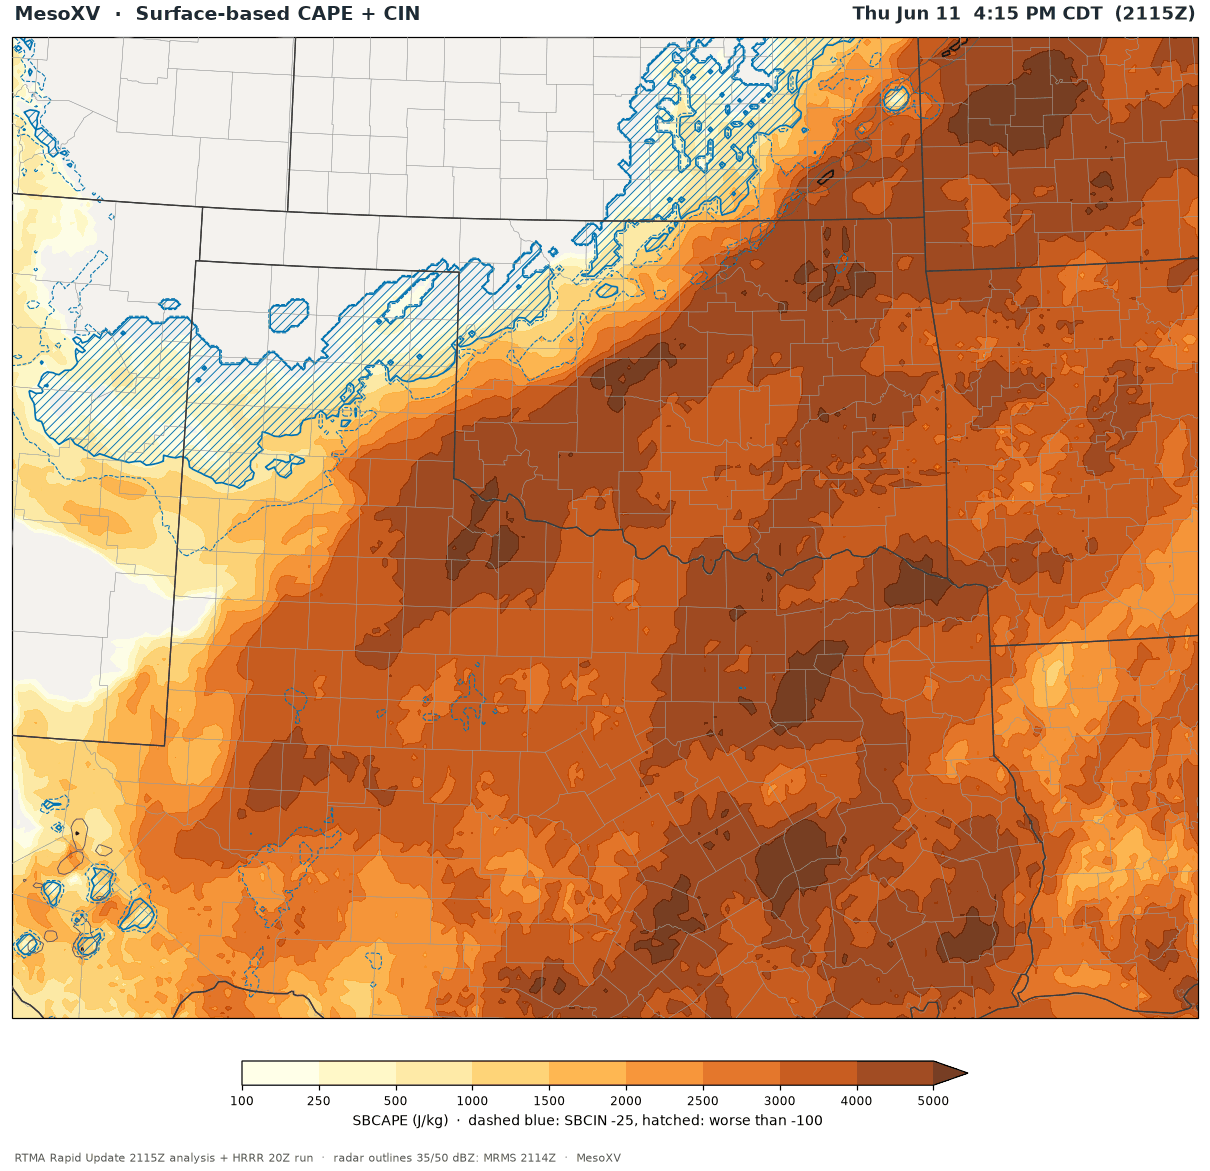 MesoXV · Surface-based CAPE + CIN
Thu Jun 11 4:15 PM CDT (2115Z)
100 250 500 1000 1500 2000 2500 3000 4000 5000
SBCAPE (J/kg) · dashed blue: SBCIN -25, hatched: worse than -100
RTMA Rapid Update 2115Z analysis + HRRR 20Z run · radar outlines 35/50 dBZ: MRMS 2114Z · MesoXV